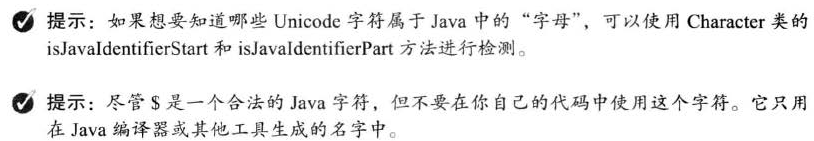 提示：如果想要知道哪些 Unicode 字符属于 Java 中的“字母”，可以使用 Character 类的
isJavaIdentifierStart 和 isJavaIdentifierPart 方法进行检测。
提示：尽管 $ 是一个合法的 Java 字符，但不要在你自己的代码中使用这个字符。它只用
在 Java 编译器或其他工具生成的名字中。